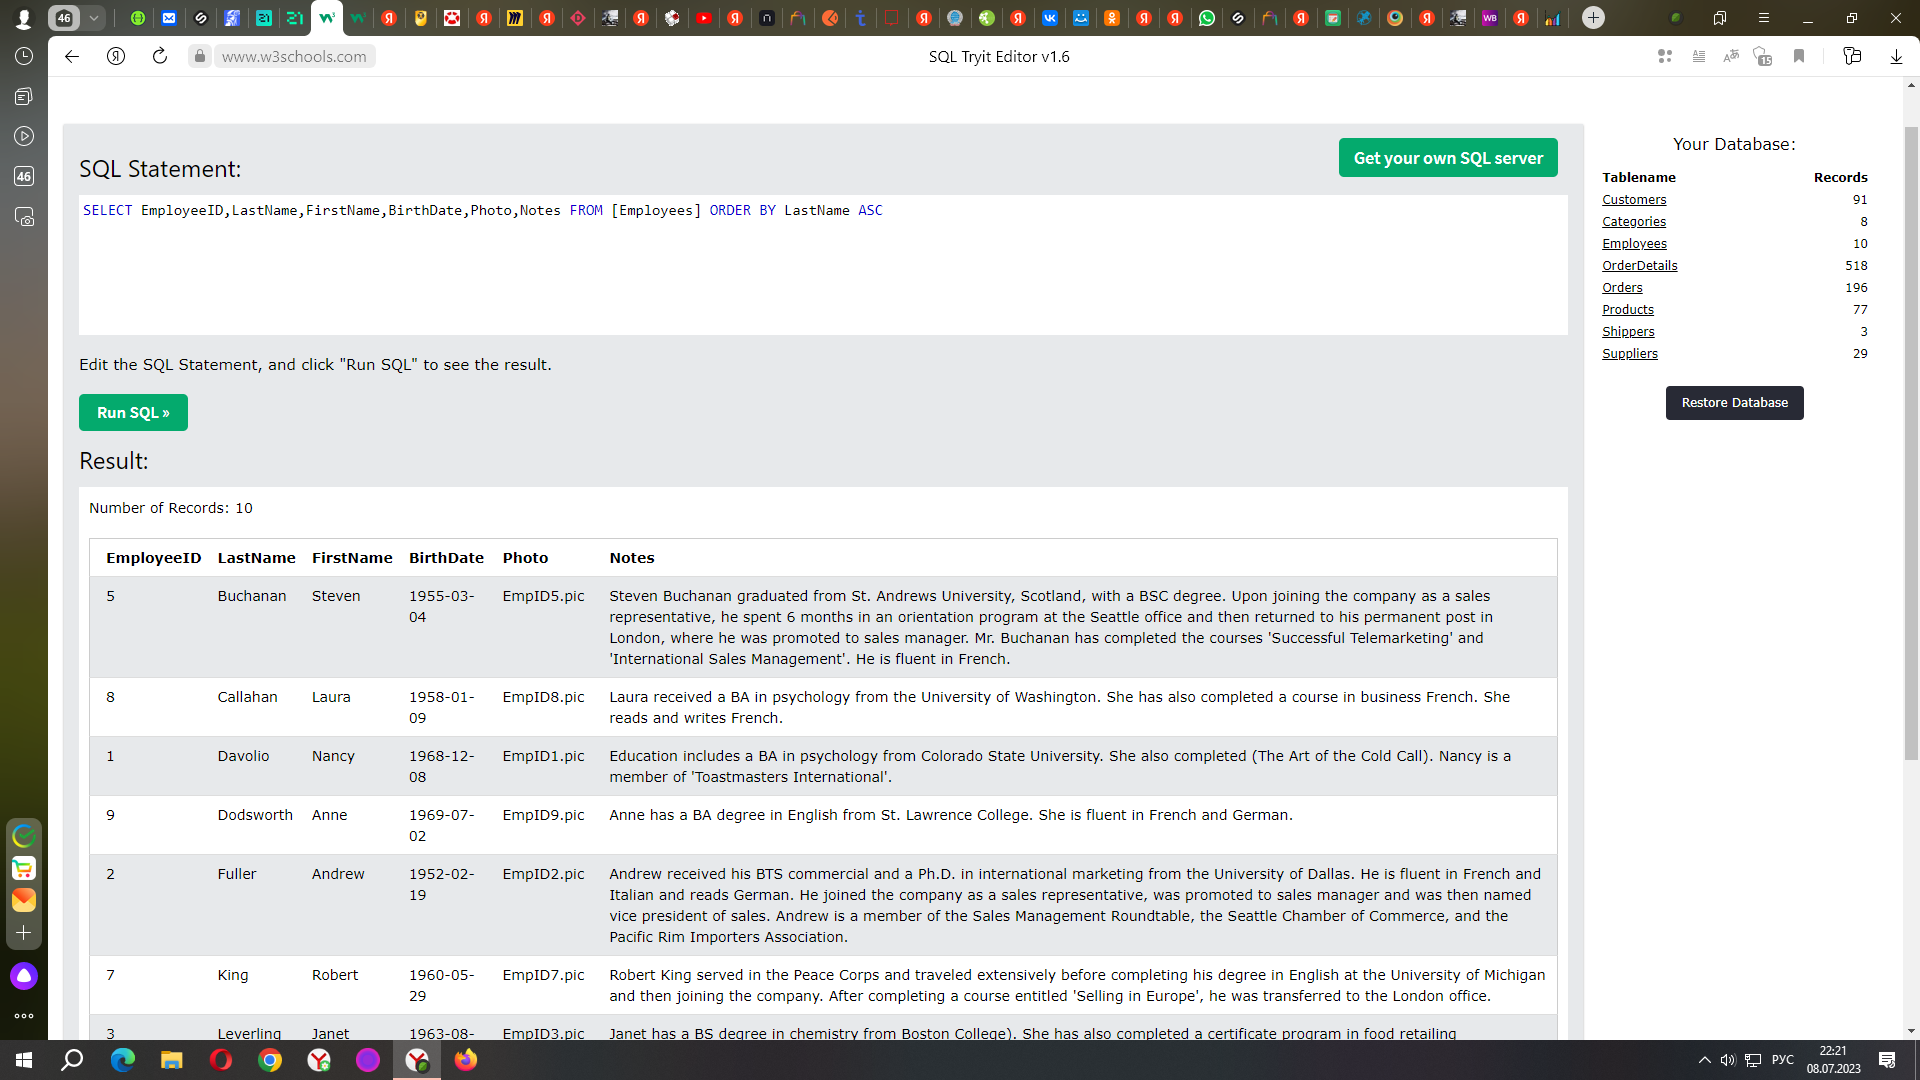 46
www.w3schools.com
SQL Tryit Editor v1.6
15
46
SQL Statement:
Get your own SQL server
SELECT EmployeeID,LastName,FirstName,BirthDate,Photo,Notes FROM [Employees] ORDER BY LastName ASC
Edit the SQL Statement, and click "Run SQL" to see the result.
Run SQL »
Result:
Number of Records: 10
EmployeeID LastName FirstName BirthDate Photo Notes
5 Buchanan Steven 1955-03-04 EmpID5.pic Steven Buchanan graduated from St. Andrews University, Scotland, with a BSC degree. Upon joining the company as a sales
representative, he spent 6 months in an orientation program at the Seattle office and then returned to his permanent post in
London, where he was promoted to sales manager. Mr. Buchanan has completed the courses 'Successful Telemarketing' and
'International Sales Management'. He is fluent in French.
8 Callahan Laura 1958-01-09 EmpID8.pic Laura received a BA in psychology from the University of Washington. She has also completed a course in business French. She
reads and writes French.
1 Davolio Nancy 1968-12-08 EmpID1.pic Education includes a BA in psychology from Colorado State University. She also completed (The Art of the Cold Call). Nancy is a
member of 'Toastmasters International'.
9 Dodsworth Anne 1969-07-02 EmpID9.pic Anne has a BA degree in English from St. Lawrence College. She is fluent in French and German.
2 Fuller Andrew 1952-02-19 EmpID2.pic Andrew received his BTS commercial and a Ph.D. in international marketing from the University of Dallas. He is fluent in French and
Italian and reads German. He joined the company as a sales representative, was promoted to sales manager and was then named
vice president of sales. Andrew is a member of the Sales Management Roundtable, the Seattle Chamber of Commerce, and the
Pacific Rim Importers Association.
7 King Robert 1960-05-29 EmpID7.pic Robert King served in the Peace Corps and traveled extensively before completing his degree in English at the University of Michigan
and then joining the company. After completing a course entitled 'Selling in Europe', he was transferred to the London office.
3 Leverling Janet 1963-08- EmpID3.pic Janet has a BS degree in chemistry from Boston College). She has also completed a certificate program in food retailing
Your Database:
Tablename Records
Customers 91
Categories 8
Employees 10
OrderDetails 518
Orders 196
Products 77
Shippers 3
Suppliers 29
Restore Database
РУС
22:21
08.07.2023